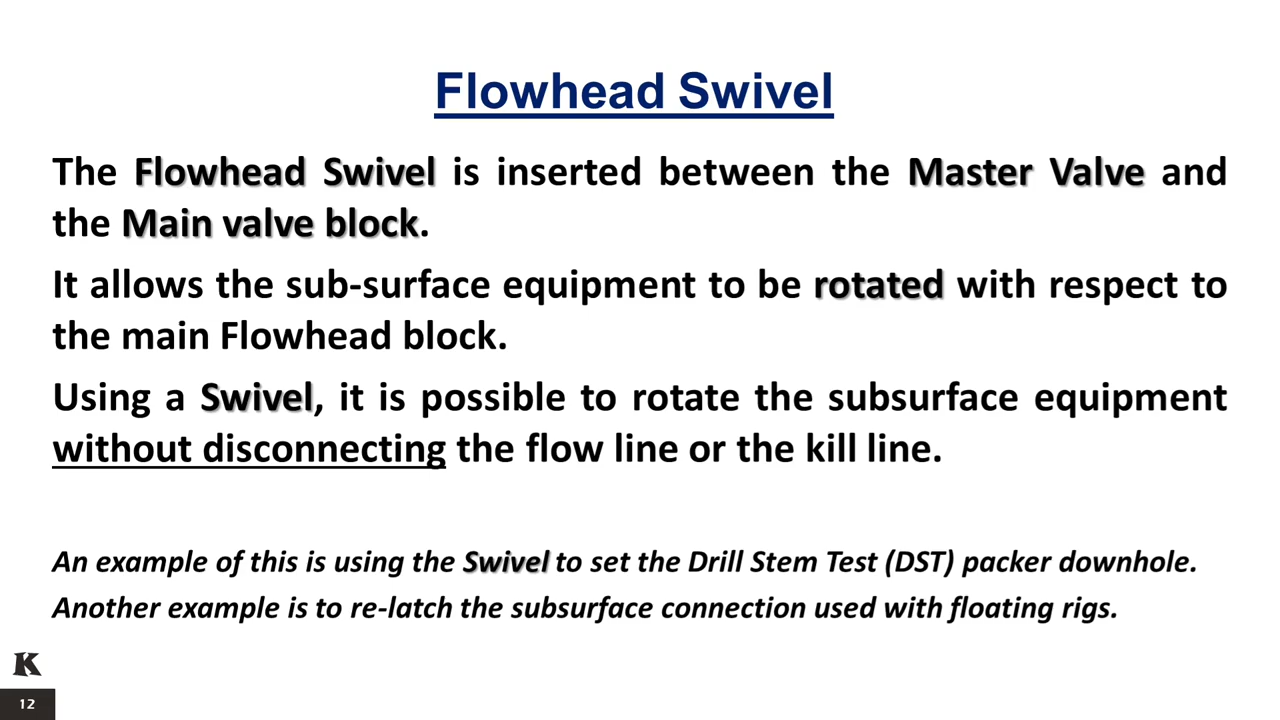 Flowhead Swivel
The Flowhead Swivel is inserted between the Master Valve and
the Main valve block.
It allows the sub-surface equipment to be rotated with respect to
the main Flowhead block.
Using a Swivel, it is possible to rotate the subsurface equipment
without disconnecting the flow line or the kill line.
An example of this is using the Swivel to set the Drill Stem Test (DST) packer downhole.
Another example is to re-latch the subsurface connection used with floating rigs.
K
12